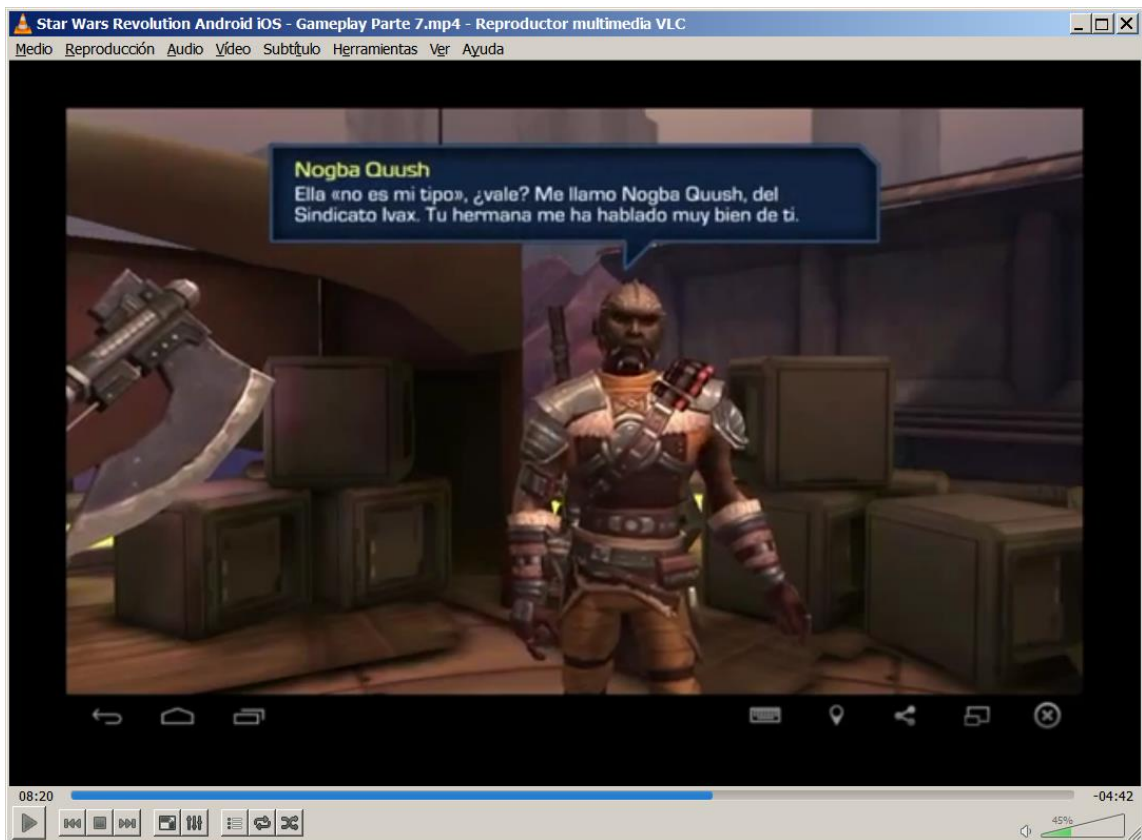 Star Wars Revolution Android iOS - Gameplay Parte 7.mp4 - Reproductor multimedia VLC
Medio Reproducción Audio Vídeo Subtítulo Herramientas Ver Ayuda
Nogba Quush
Ella «no es mi tipo», ¿vale? Me llamo Nogba Quush, del
Sindicato Ivax. Tu hermana me ha hablado muy bien de ti.
08:20 -04:42
45%